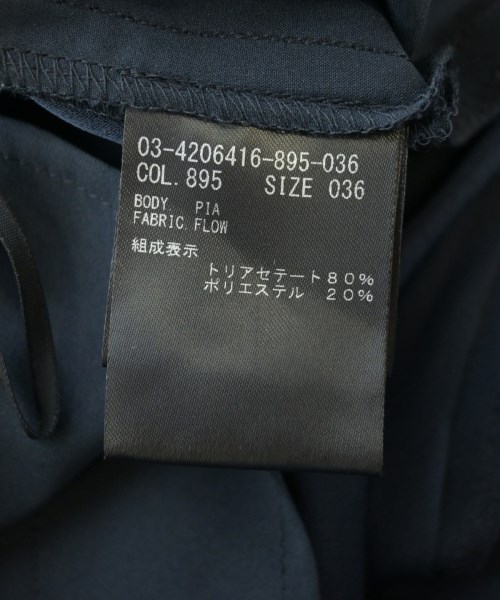 03-4206416-895-036
COL. 895 SIZE 036
BODY. PIA
FABRIC. FLOW
組成表示
トリアセテート８０％
ポリエステル ２０％